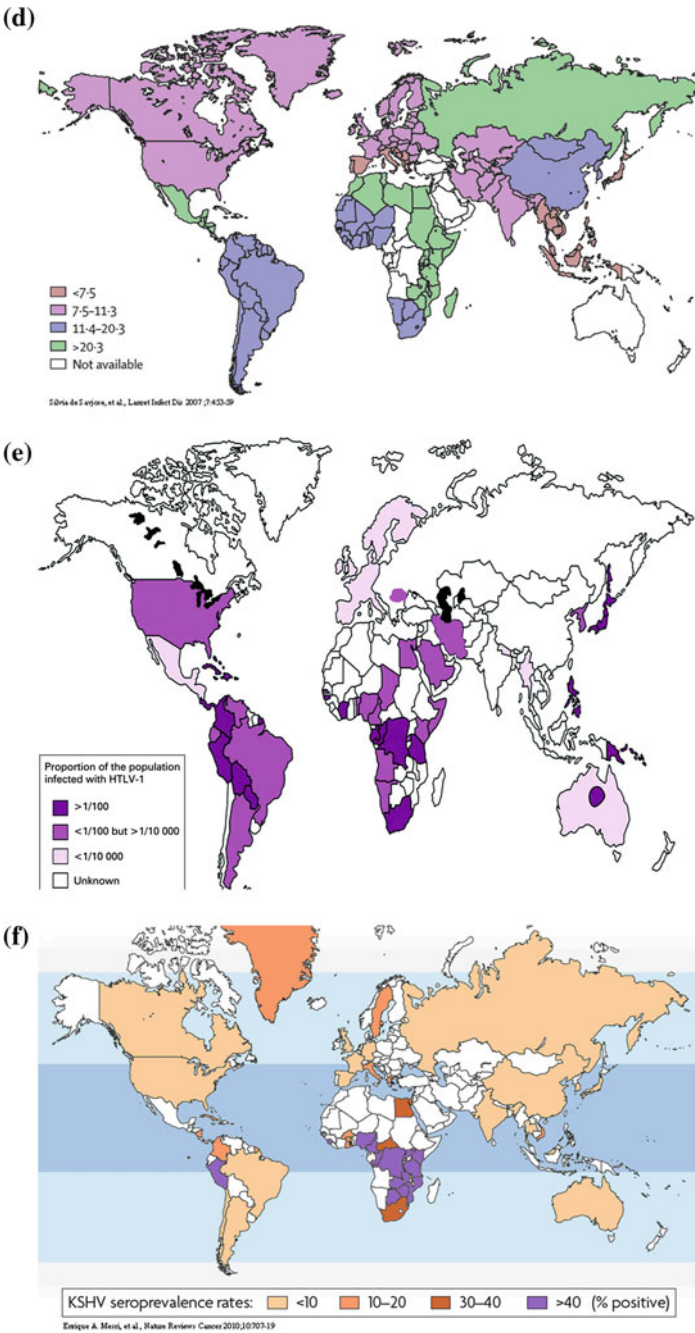 (d)
<7·5
7·5–11·3
11·4–20·3
>20·3
Not available
Silvia de Sanjose, et al., Lancet Infect Dis 2007;7:453-59
(e)
Proportion of the population
infected with HTLV-1
>1/100
<1/100 but >1/10 000
<1/10 000
Unknown
(f)
KSHV seroprevalence rates: <10 10–20 30–40 >40 (% positive)
Enrique A. Mesri, et al., Nature Reviews Cancer 2010;10:707-19